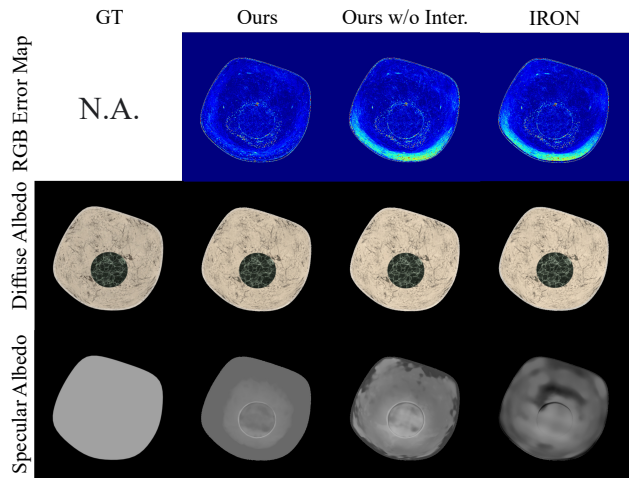 GT
Ours
Ours w/o Inter.
IRON
RGB Error Map
N.A.
Diffuse Albedo
Specular Albedo